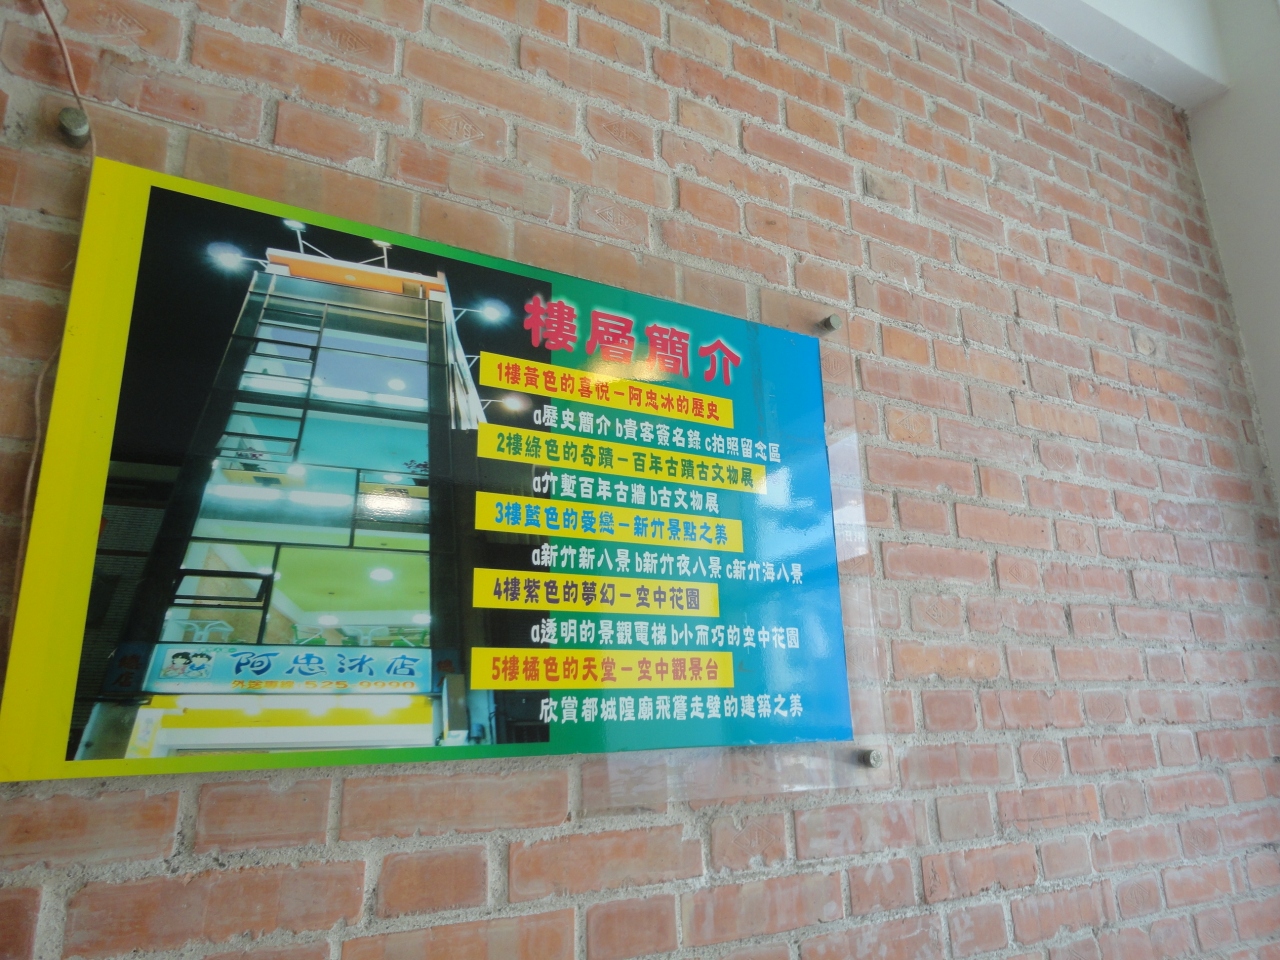 樓層簡介
1樓黃色的喜悅－阿忠冰的歷史
a歷史簡介 b貴客簽名錄 c拍照留念區
2樓綠色的奇蹟－百年古蹟古文物展
a竹塹百年古牆 b古文物展
3樓藍色的愛戀－新竹景點之美
a新竹新八景 b新竹夜八景 c新竹海八景
4樓紫色的夢幻－空中花園
a透明的景觀電梯 b小而巧的空中花園
5樓橘色的天堂－空中觀景台
欣賞都城隍廟飛簷走壁的建築之美
阿忠冰店
外送專線:525-9990